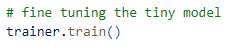 # fine tuning the tiny model
trainer.train()